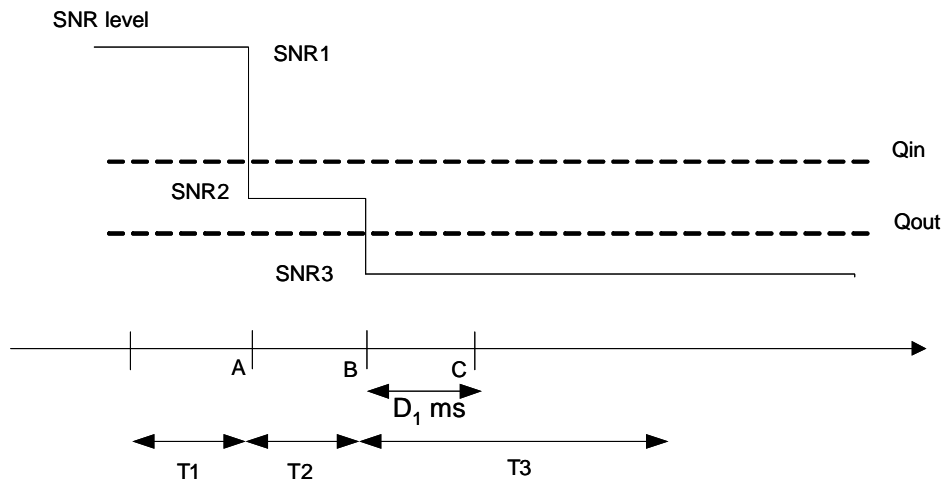 SNR level
SNR1
Qin
SNR2
Qout
SNR3
A
B
C
D1 ms
T1
T2
T3